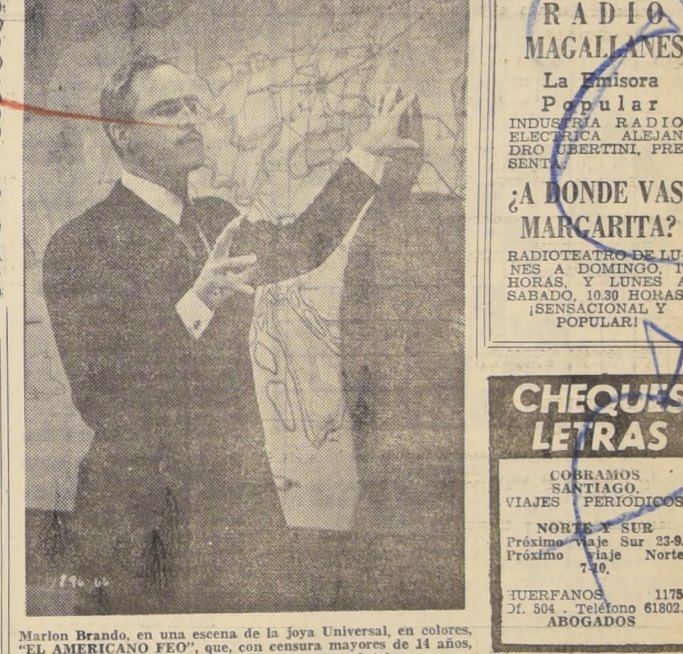 1896-66
Marlon Brando, en una escena de la joya Universal, en colores,
"EL AMERICANO FEO", que, con censura mayores de 14 años,
RADIO
MAGALLANES
La Emisora
Popular
INDUSTRIA RADIO
ELECTRICA ALEJAN
DRO UBERTINI, PRE
SENTA.
¿A DONDE VAS
MARGARITA?
RADIOTEATRO DE LU
NES A DOMINGO,
HORAS, Y LUNES A
SABADO, 10.30 HORAS
¡SENSACIONAL Y
POPULAR!
CHEQUES
LETRAS
COBRAMOS
SANTIAGO.
VIAJES PERIODICOS
NORTE Y SUR
Próximo viaje Sur 23-9.
Próximo viaje Norte
7-10.
HUERFANOS 1175
Of. 504 - Teléfono 61802.
ABOGADOS